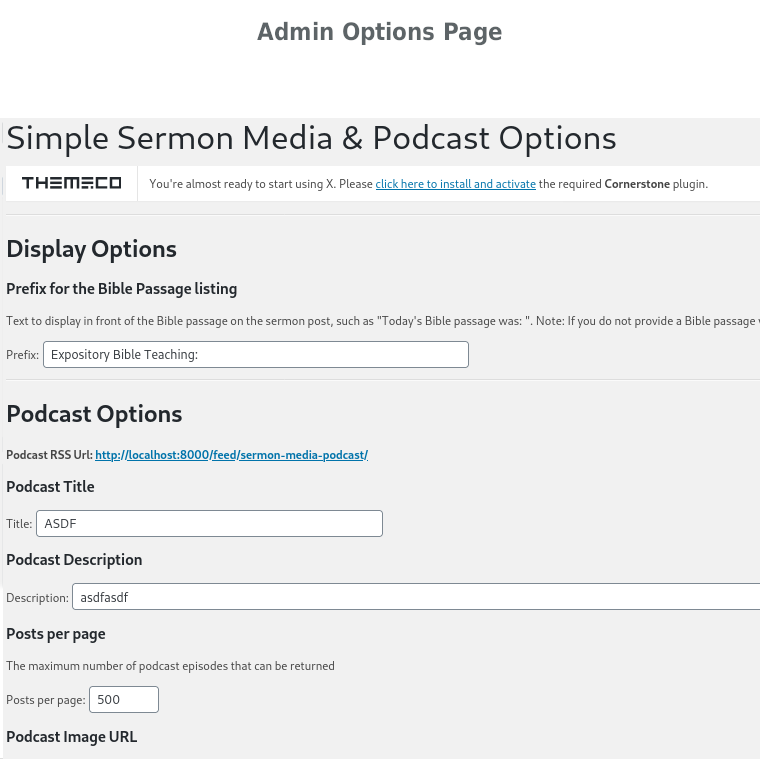 Admin Options Page
Simple Sermon Media & Podcast Options
THEMECO You're almost ready to start using X. Please click here to install and activate the required Cornerstone plugin.
Display Options
Prefix for the Bible Passage listing
Text to display in front of the Bible passage on the sermon post, such as "Today's Bible passage was: ". Note: If you do not provide a Bible passage
Prefix: Expository Bible Teaching:
Podcast Options
Podcast RSS Url: http://localhost:8000/feed/sermon-media-podcast/
Podcast Title
Title: ASDF
Podcast Description
Description: asdfasdf
Posts per page
The maximum number of podcast episodes that can be returned
Posts per page: 500
Podcast Image URL